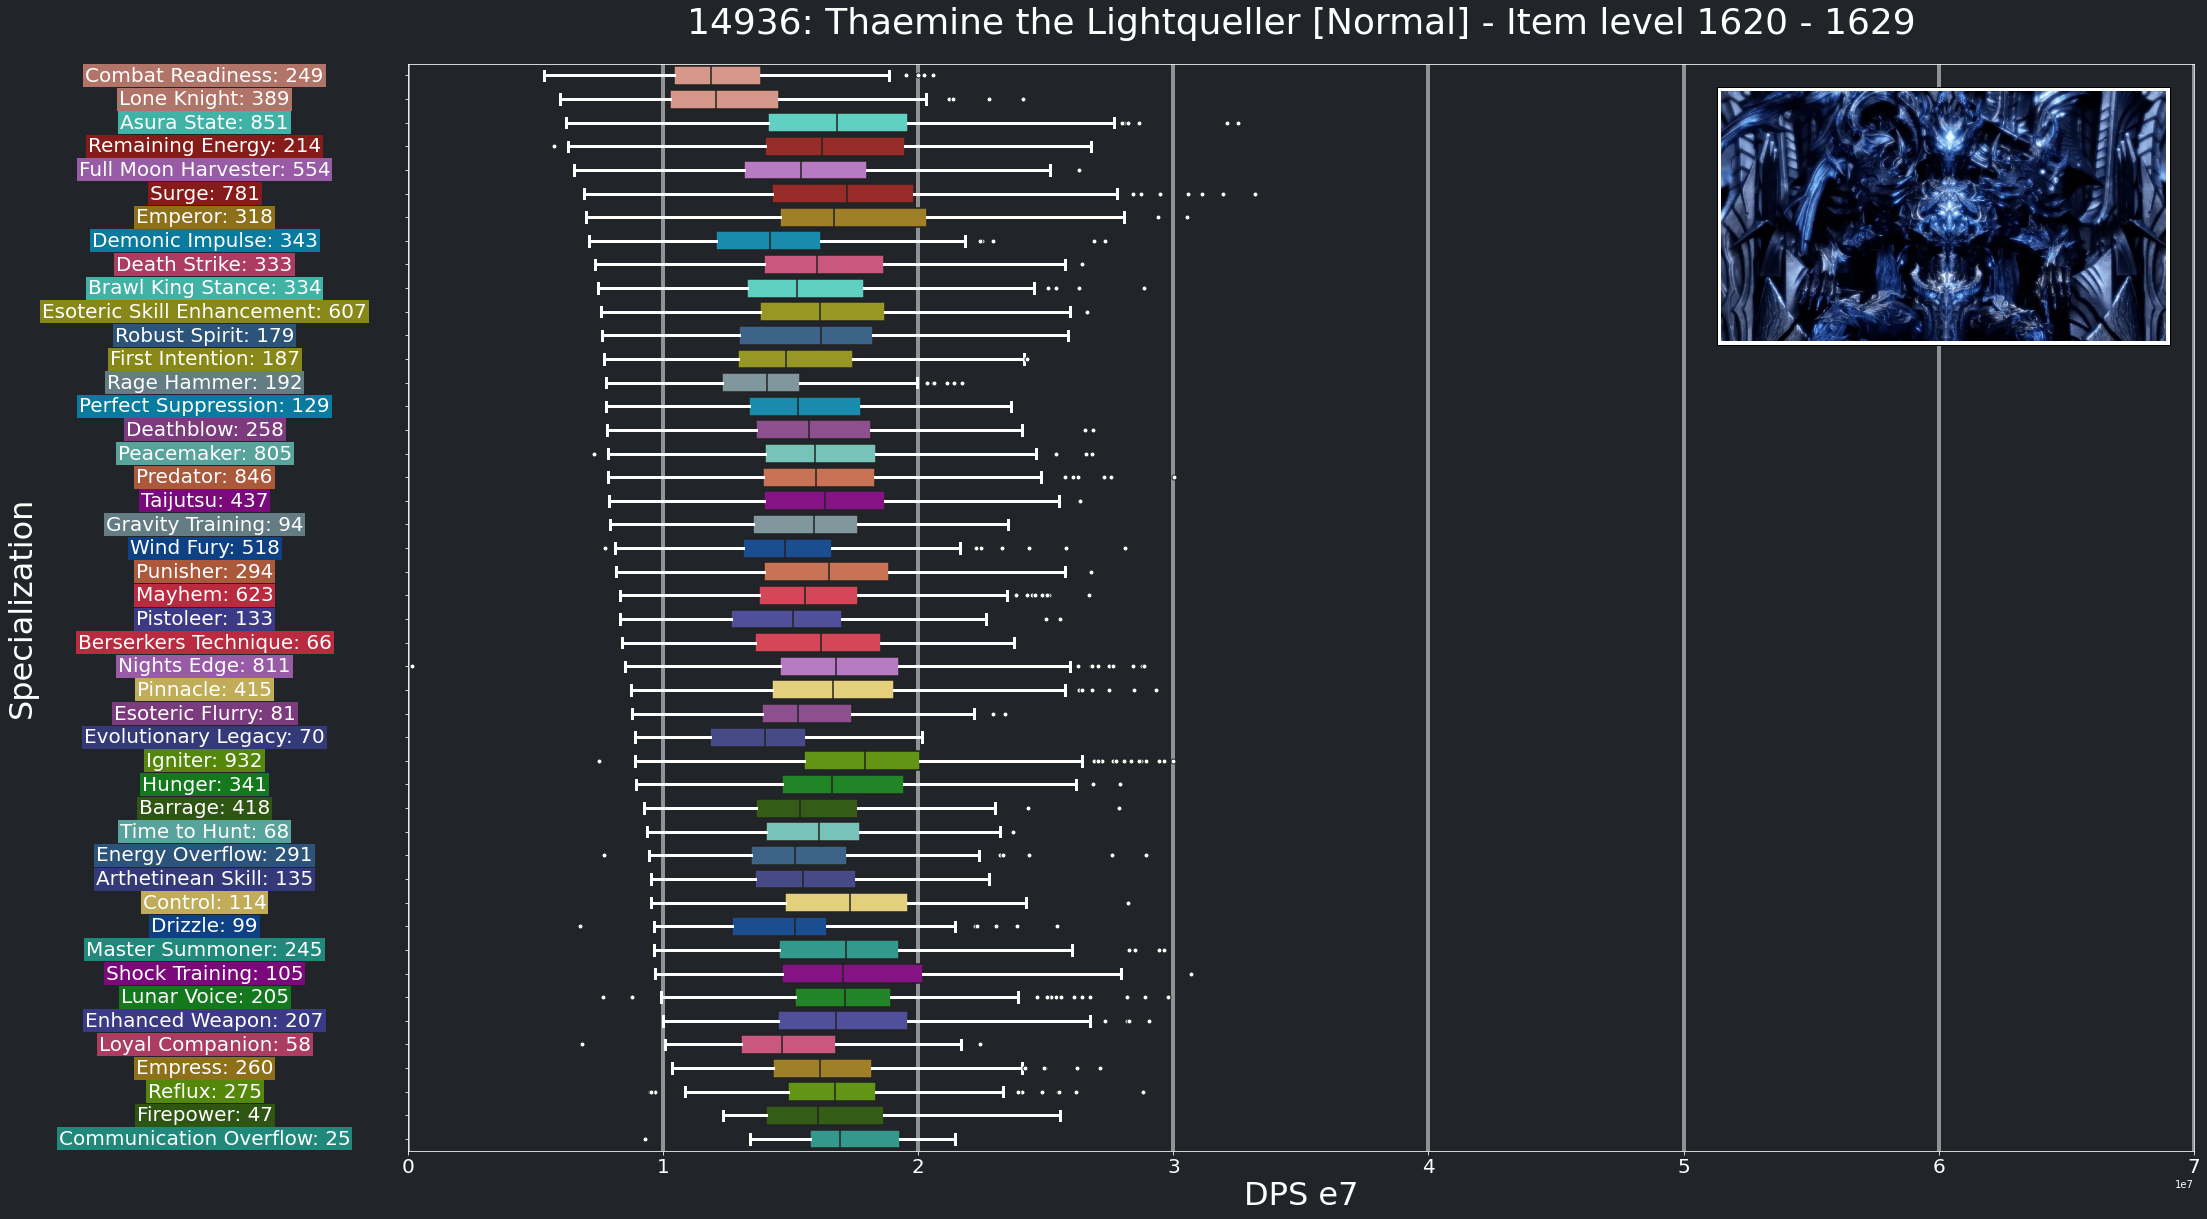 14936: Thaemine the Lightqueller [Normal] - Item level 1620 - 1629
Combat Readiness: 249
Lone Knight: 389
Asura State: 851
Remaining Energy: 214
Full Moon Harvester: 554
Surge: 781
Emperor: 318
Demonic Impulse: 343
Death Strike: 333
Brawl King Stance: 334
Esoteric Skill Enhancement: 607
Robust Spirit: 179
First Intention: 187
Rage Hammer: 192
Perfect Suppression: 129
Deathblow: 258
Peacemaker: 805
Predator: 846
Taijutsu: 437
Gravity Training: 94
Wind Fury: 518
Punisher: 294
Mayhem: 623
Pistoleer: 133
Berserkers Technique: 66
Nights Edge: 811
Pinnacle: 415
Esoteric Flurry: 81
Evolutionary Legacy: 70
Igniter: 932
Hunger: 341
Barrage: 418
Time to Hunt: 68
Energy Overflow: 291
Arthetinean Skill: 135
Control: 114
Drizzle: 99
Master Summoner: 245
Shock Training: 105
Lunar Voice: 205
Enhanced Weapon: 207
Loyal Companion: 58
Empress: 260
Reflux: 275
Firepower: 47
Communication Overflow: 25
Specialization
0 1 2 3 4 5 6 7
1e7
DPS e7